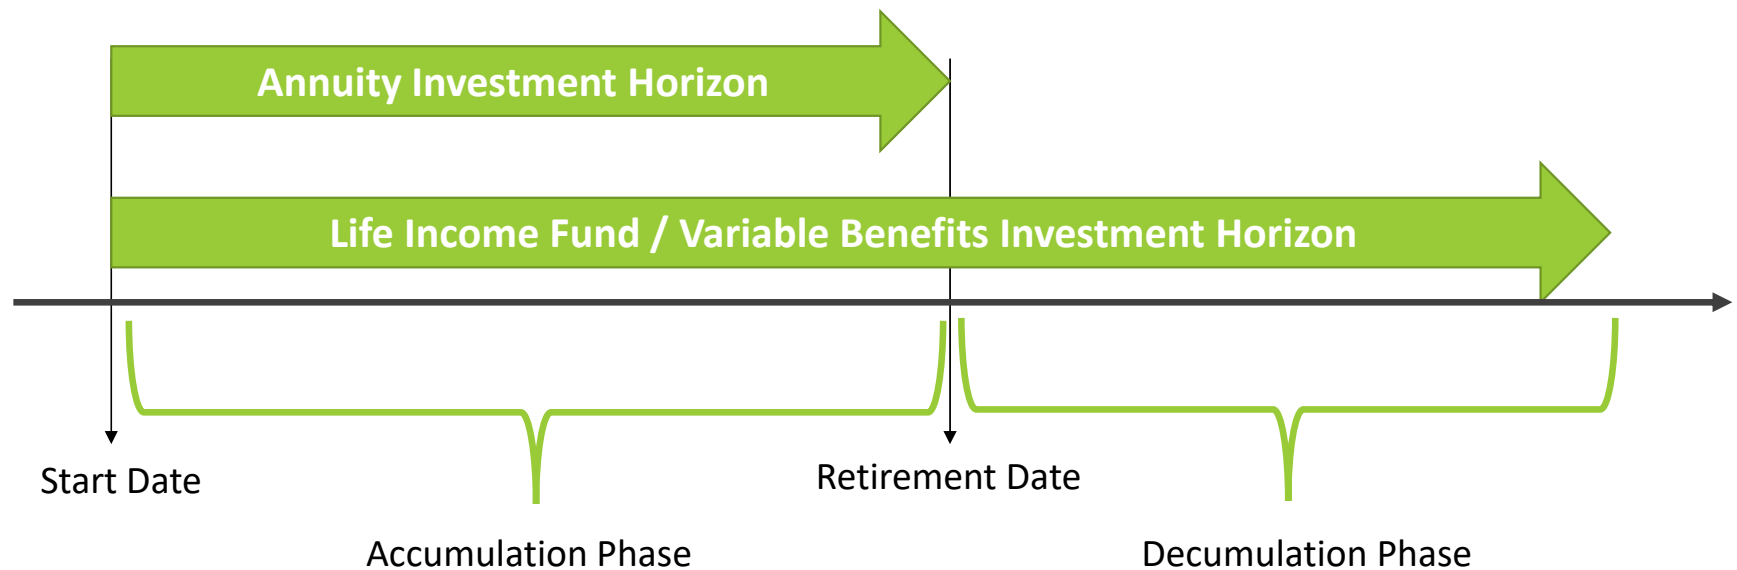 Annuity Investment Horizon
Life Income Fund / Variable Benefits Investment Horizon
Start Date
Retirement Date
Accumulation Phase
Decumulation Phase